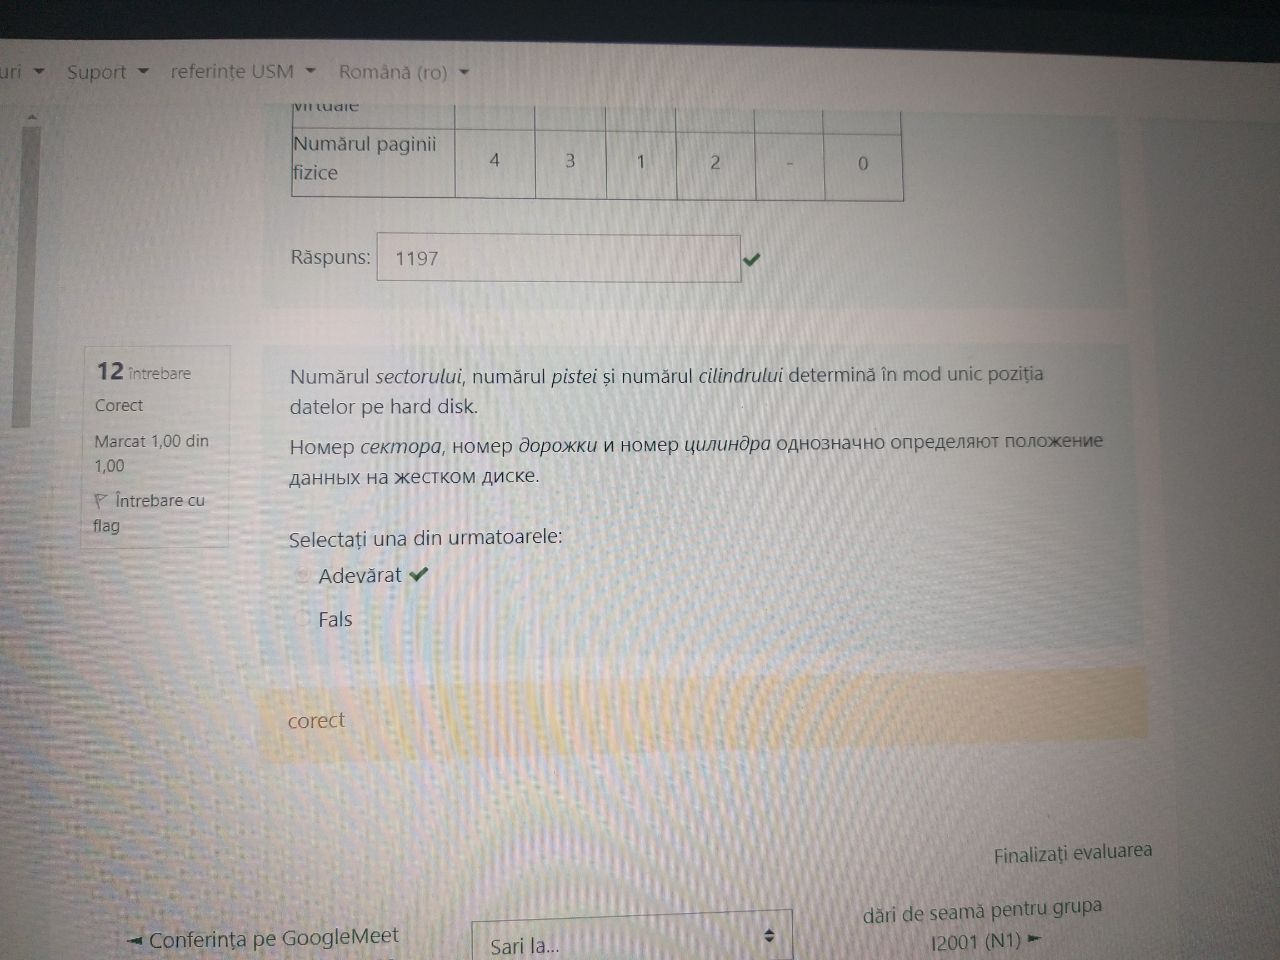 uri Suport referințe USM Română (ro)
virtuale
Numărul paginii
fizice
4 3 1 2 - 0
Răspuns: 1197
12 întrebare
Corect
Marcat 1,00 din
1,00
Întrebare cu
flag
Numărul sectorului, numărul pistei și numărul cilindrului determină în mod unic poziția
datelor pe hard disk.
Номер сектора, номер дорожки и номер цилиндра однозначно определяют положение
данных на жестком диске.
Selectați una din urmatoarele:
Adevărat
Fals
corect
Finalizați evaluarea
◄ Conferința pe GoogleMeet
Sari la...
dări de seamă pentru grupa
I2001 (N1) ►